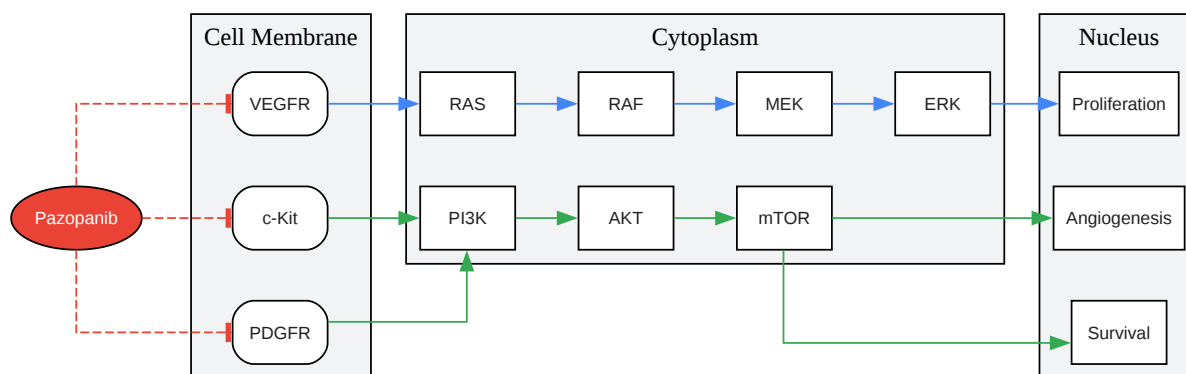 Cell Membrane
Cytoplasm
Nucleus
VEGFR
RAS
RAF
MEK
ERK
Proliferation
Pazopanib
c-Kit
PI3K
AKT
mTOR
Angiogenesis
PDGFR
Survival